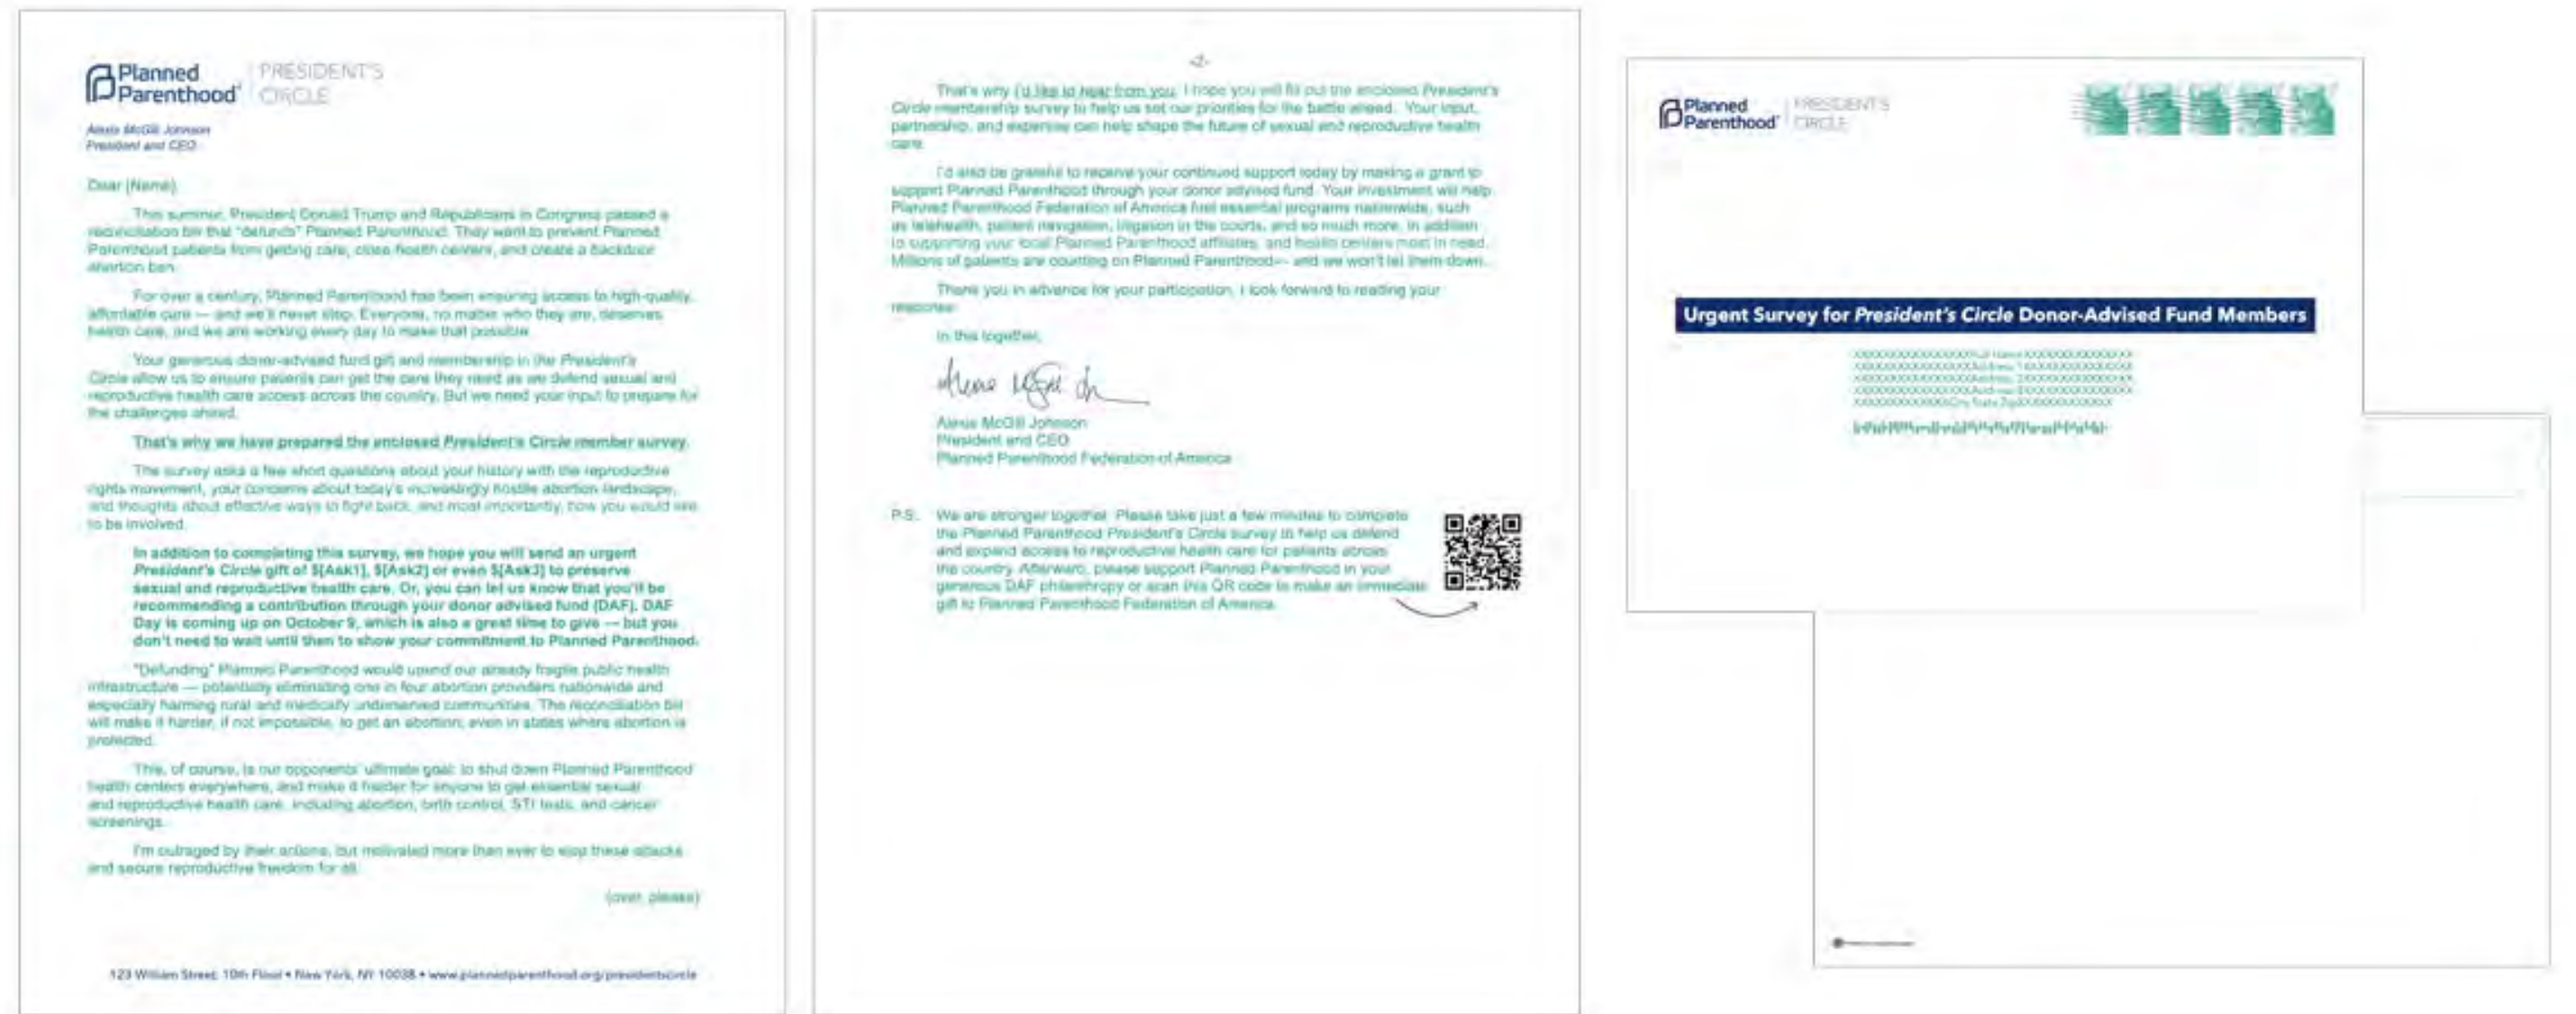 Planned
Parenthood®
PRESIDENT'S
CIRCLE
Alexis McGill Johnson
President and CEO
Dear [Name]
This summer, President Donald Trump and Republicans in Congress passed a
reconciliation bill that "defunds" Planned Parenthood. They want to prevent Planned
Parenthood patients from getting care, close health centers, and create a backdoor
abortion ban.
For over a century, Planned Parenthood has been ensuring access to high-quality,
affordable care — and we'll never stop. Everyone, no matter who they are, deserves
health care, and we are working every day to make that possible.
Your generous donor-advised fund gift and membership in the President's
Circle allow us to ensure patients can get the care they need as we defend sexual and
reproductive health care access across the country. But we need your input to prepare for
the challenges ahead.
That's why we have prepared the enclosed President's Circle member survey.
The survey asks a few short questions about your history with the reproductive
rights movement, your concerns about today's increasingly hostile abortion landscape,
and thoughts about effective ways to fight back, and most importantly, how you would like
to be involved.
In addition to completing this survey, we hope you will send an urgent
President's Circle gift of $[Ask1], $[Ask2] or even $[Ask3] to preserve
sexual and reproductive health care. Or, you can let us know that you'll be
recommending a contribution through your donor advised fund (DAF). DAF
Day is coming up on October 9, which is also a great time to give — but you
don't need to wait until then to show your commitment to Planned Parenthood.
"Defunding" Planned Parenthood would upend our already fragile public health
infrastructure — potentially eliminating one in four abortion providers nationwide and
especially harming rural and medically underserved communities. The reconciliation bill
will make it harder, if not impossible, to get an abortion, even in states where abortion is
protected.
This, of course, is our opponents' ultimate goal: to shut down Planned Parenthood
health centers everywhere, and make it harder for anyone to get essential sexual
and reproductive health care, including abortion, birth control, STI tests, and cancer
screenings.
I'm outraged by their actions, but motivated more than ever to stop these attacks
and secure reproductive freedom for all.
(over, please)
123 William Street, 10th Floor • New York, NY 10038 • www.plannedparenthood.org/presidentscircle
-2-
That's why I'd like to hear from you. I hope you will fill out the enclosed President's
Circle membership survey to help us set our priorities for the battle ahead. Your input,
partnership, and expertise can help shape the future of sexual and reproductive health
care.
I'd also be grateful to receive your continued support today by making a grant to
support Planned Parenthood through your donor advised fund. Your investment will help
Planned Parenthood Federation of America fuel essential programs nationwide, such
as telehealth, patient navigation, litigation in the courts, and so much more, in addition
to supporting your local Planned Parenthood affiliates, and health centers most in need.
Millions of patients are counting on Planned Parenthood— and we won't let them down.
Thank you in advance for your participation, I look forward to reading your
response.
In this together,
Alexis McGill Johnson
President and CEO
Planned Parenthood Federation of America
P.S. We are stronger together. Please take just a few minutes to complete
the Planned Parenthood President's Circle survey to help us defend
and expand access to reproductive health care for patients across
the country. Afterward, please support Planned Parenthood in your
generous DAF philanthropy or scan this QR code to make an immediate
gift to Planned Parenthood Federation of America.
Planned
Parenthood®
PRESIDENT'S
CIRCLE
Urgent Survey for President's Circle Donor-Advised Fund Members